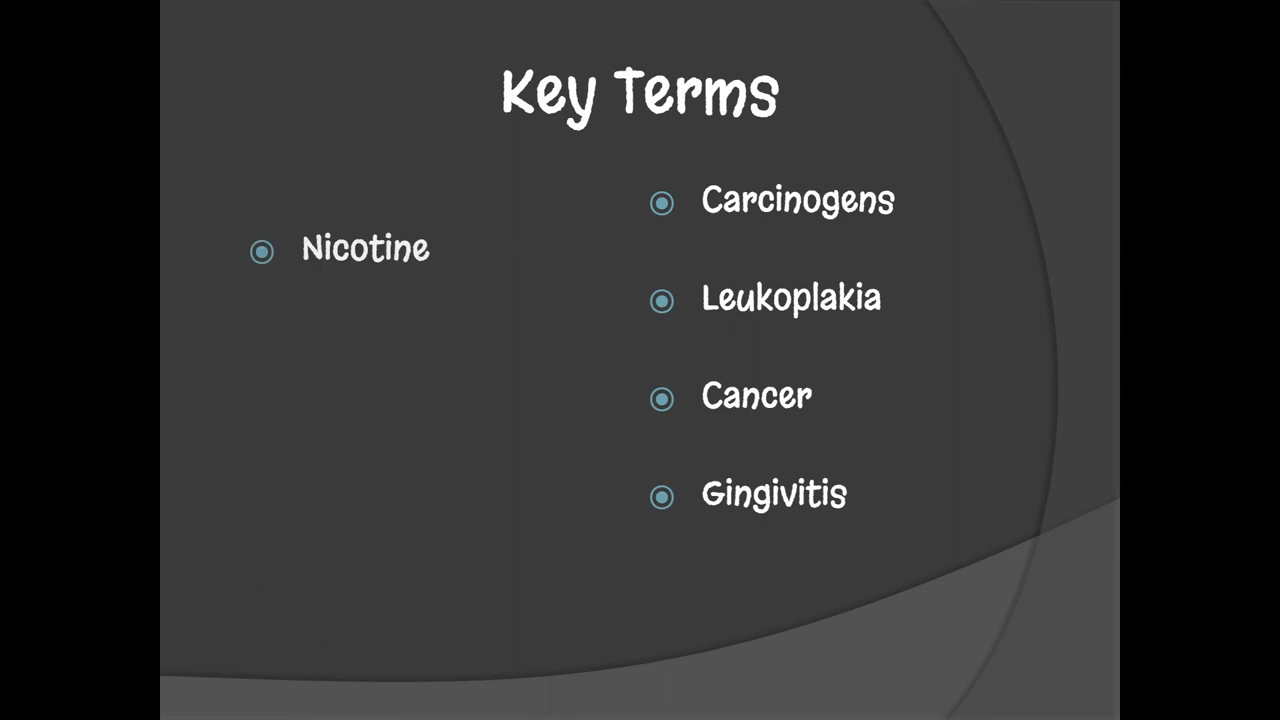 Key Terms
Nicotine
Carcinogens
Leukoplakia
Cancer
Gingivitis